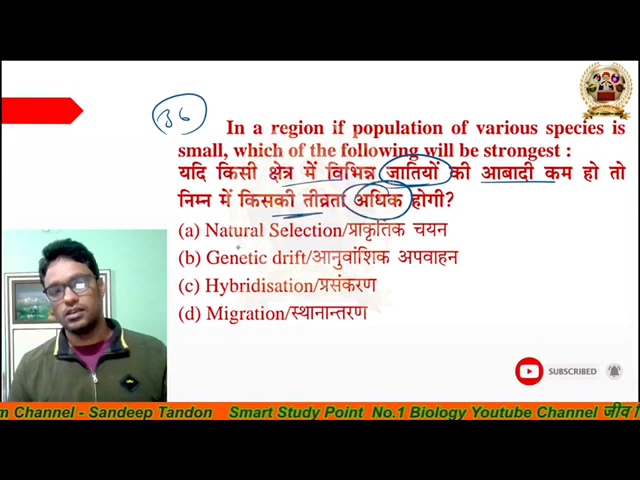 36
In a region if population of various species is
small, which of the following will be strongest :
यदि किसी क्षेत्र में विभिन्न जातियों की आबादी कम हो तो
निम्न में किसकी तीव्रता अधिक होगी?
(a) Natural Selection/प्राकृतिक चयन
(b) Genetic drift/आनुवांशिक अपवाहन
(c) Hybridisation/प्रसंकरण
(d) Migration/स्थानान्तरण
SUBSCRIBED
m Channel - Sandeep Tandon Smart Study Point No.1 Biology Youtube Channel जीव